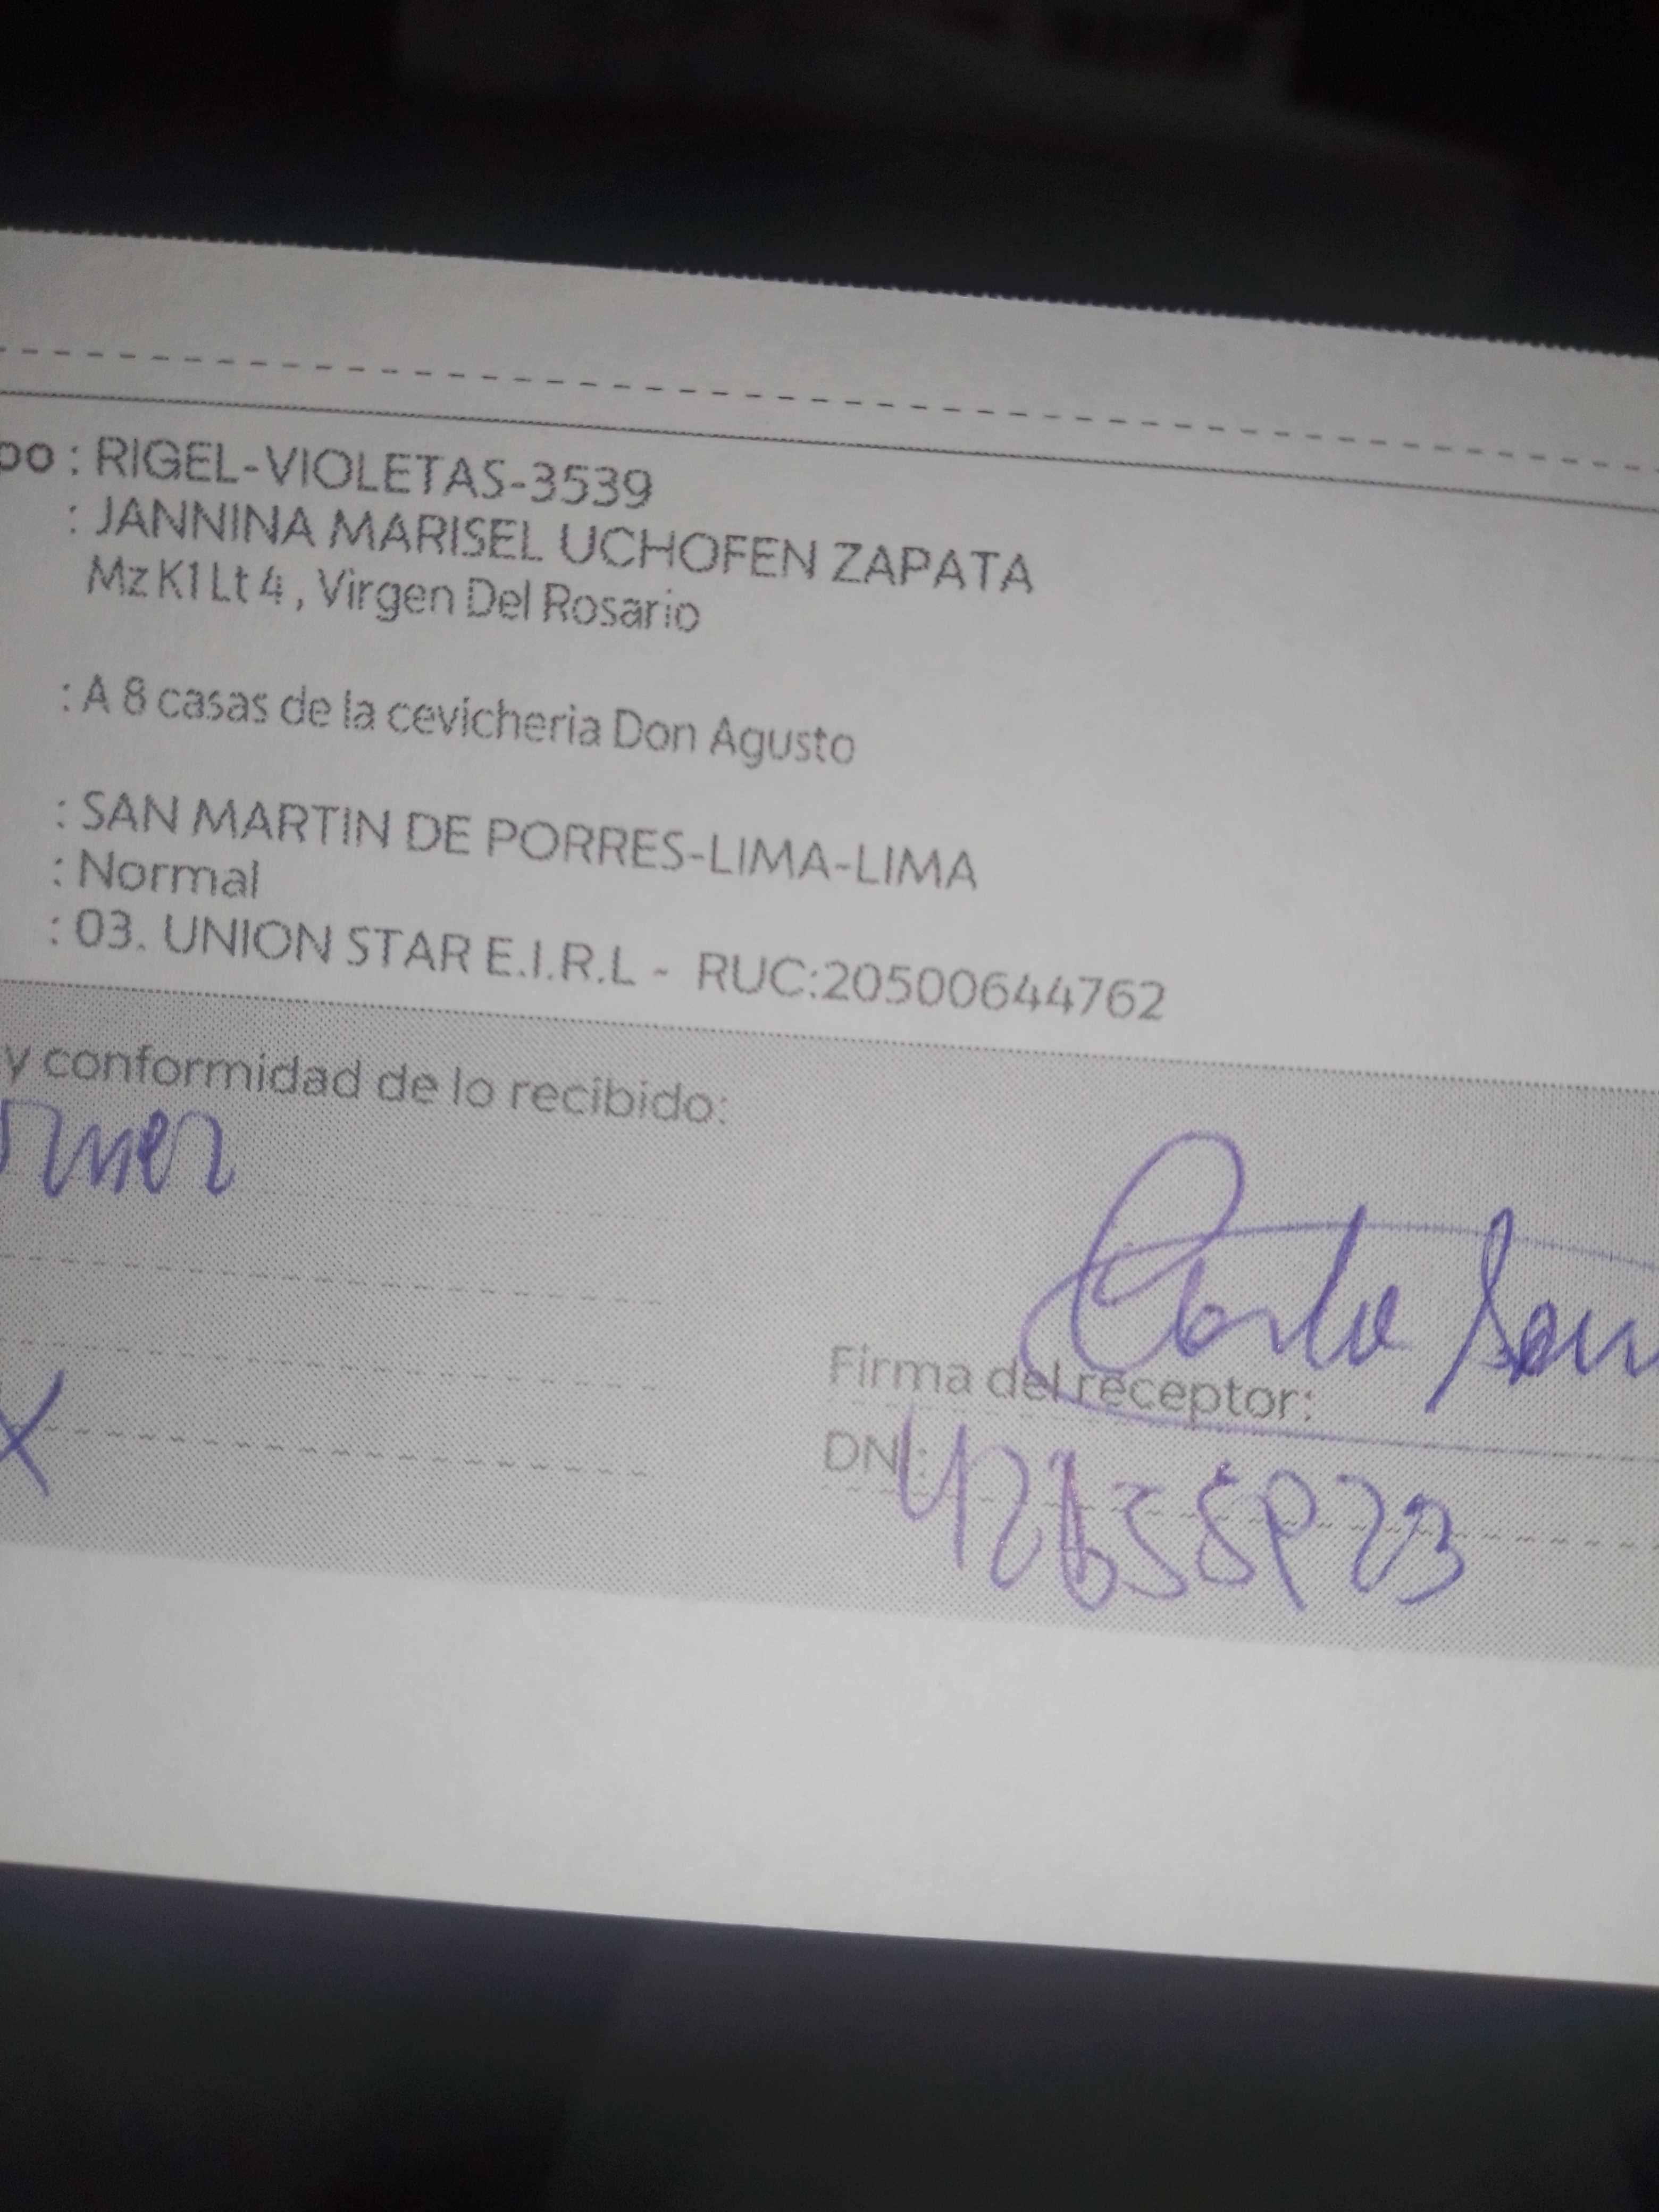 po : RIGEL-VIOLETAS-3539
: JANNINA MARISEL UCHOFEN ZAPATA
Mz K1 Lt 4 , Virgen Del Rosario
: A 8 casas de la cevicheria Don Agusto
: SAN MARTIN DE PORRES-LIMA-LIMA
: Normal
: 03. UNION STAR E.I.R.L - RUC:20500644762
y conformidad de lo recibido:
Firma del receptor:
DNI:
X